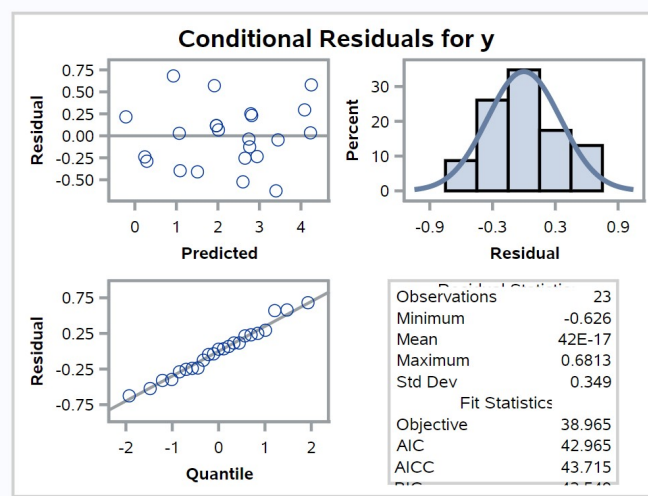 Conditional Residuals for y
0.75
0.50
0.25
0.00
-0.25
-0.50
Residual
0 1 2 3 4
Predicted
30
20
10
0
Percent
-0.9 -0.3 0.3 0.9
Residual
0.75
0.25
-0.25
-0.75
Residual
-2 -1 0 1 2
Quantile
Observations 23
Minimum -0.626
Mean 42E-17
Maximum 0.6813
Std Dev 0.349
Fit Statistics
Objective 38.965
AIC 42.965
AICC 43.715